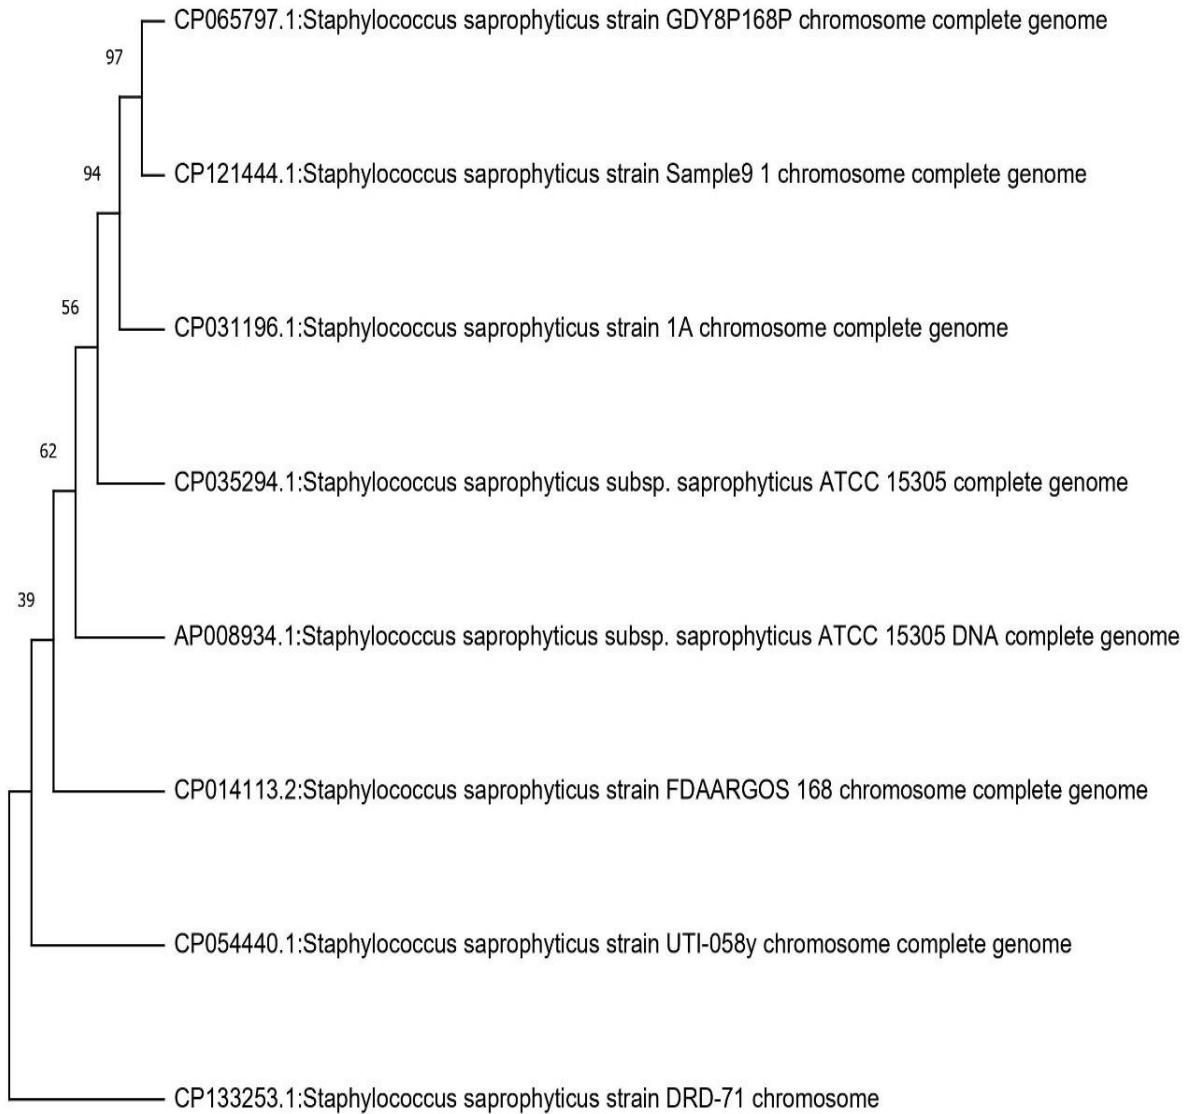 CP065797.1:Staphylococcus saprophyticus strain GDY8P168P chromosome complete genome
97
CP121444.1:Staphylococcus saprophyticus strain Sample9 1 chromosome complete genome
94
CP031196.1:Staphylococcus saprophyticus strain 1A chromosome complete genome
56
CP035294.1:Staphylococcus saprophyticus subsp. saprophyticus ATCC 15305 complete genome
62
AP008934.1:Staphylococcus saprophyticus subsp. saprophyticus ATCC 15305 DNA complete genome
39
CP014113.2:Staphylococcus saprophyticus strain FDAARGOS 168 chromosome complete genome
CP054440.1:Staphylococcus saprophyticus strain UTI-058y chromosome complete genome
CP133253.1:Staphylococcus saprophyticus strain DRD-71 chromosome